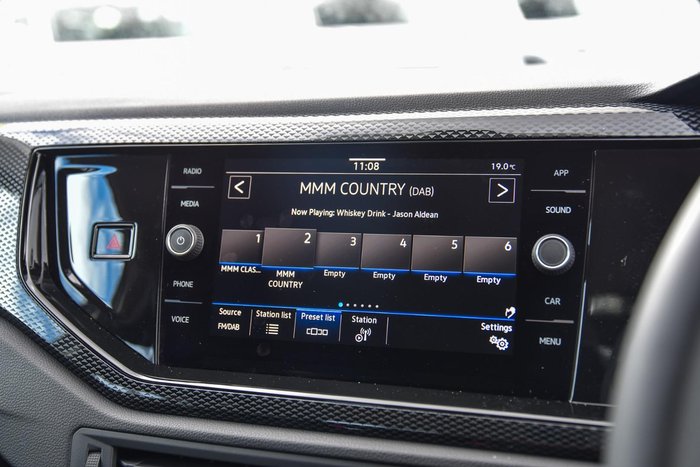 RADIO
MEDIA
PHONE
VOICE
11:08
19.0°C
<
MMM COUNTRY (DAB)
>
Now Playing: Whiskey Drink - Jason Aldean
1
2
3
4
5
6
MMM CLAS...
MMM
COUNTRY
Empty
Empty
Empty
Empty
Source
FM/DAB
Station list
Preset list
Station
Settings
APP
SOUND
CAR
MENU